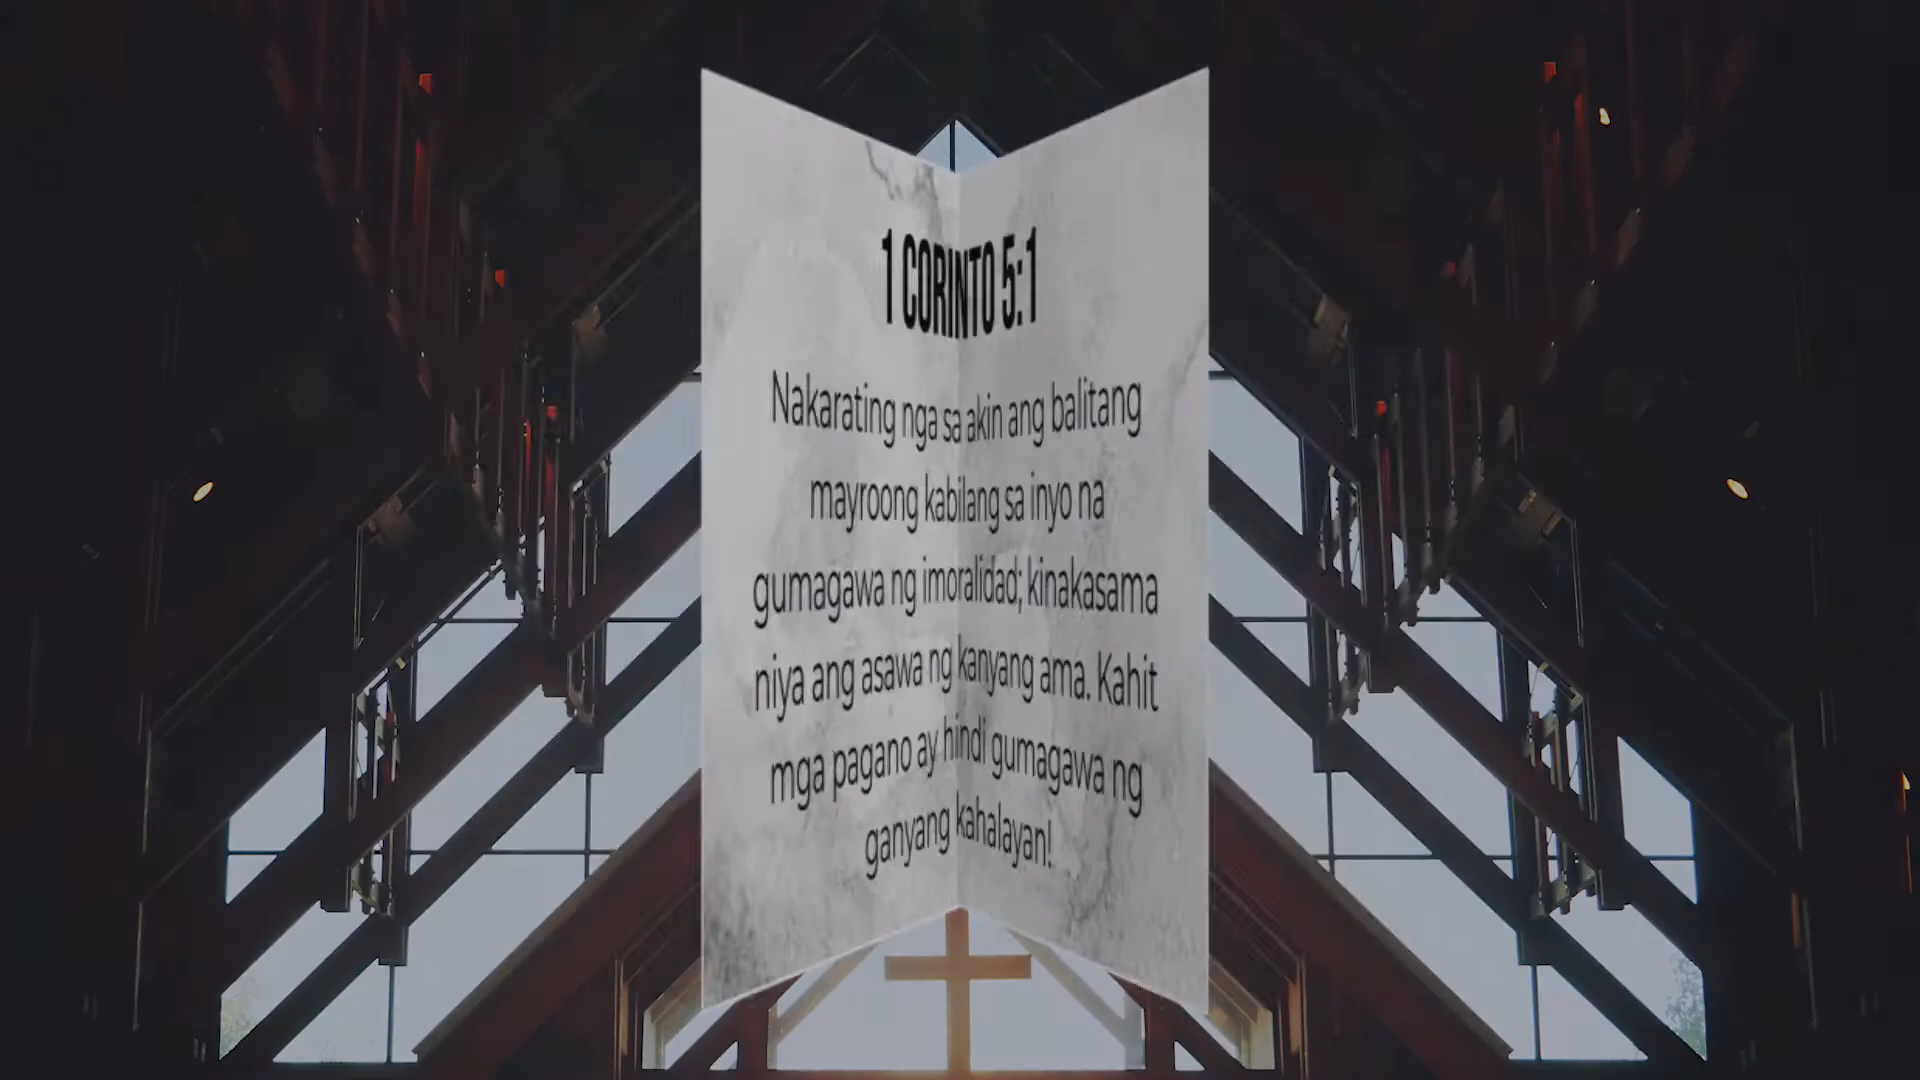 1 CORINTO 5:1
Nakarating nga sa akin ang balitang
mayroong kabilang sa inyo na
gumagawa ng imoralidad; kinakasama
niya ang asawa ng kanyang ama. Kahit
mga pagano ay hindi gumagawa ng
ganyang kahalayan!